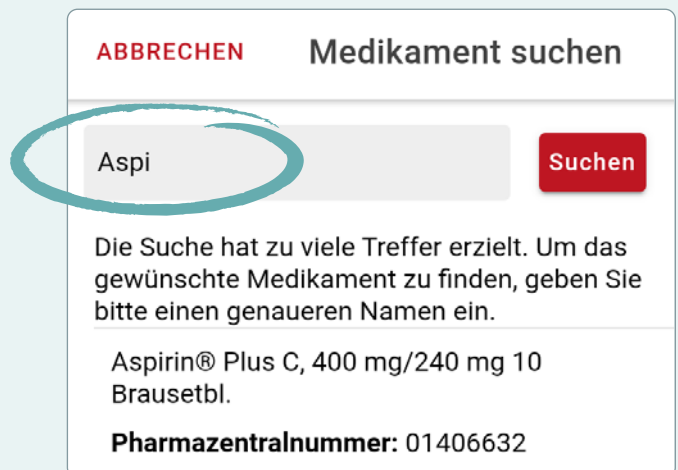 ABBRECHEN Medikament suchen
Aspi Suchen
Die Suche hat zu viele Treffer erzielt. Um das
gewünschte Medikament zu finden, geben Sie
bitte einen genaueren Namen ein.
Aspirin® Plus C, 400 mg/240 mg 10
Brausetbl.
Pharmazentralnummer: 01406632